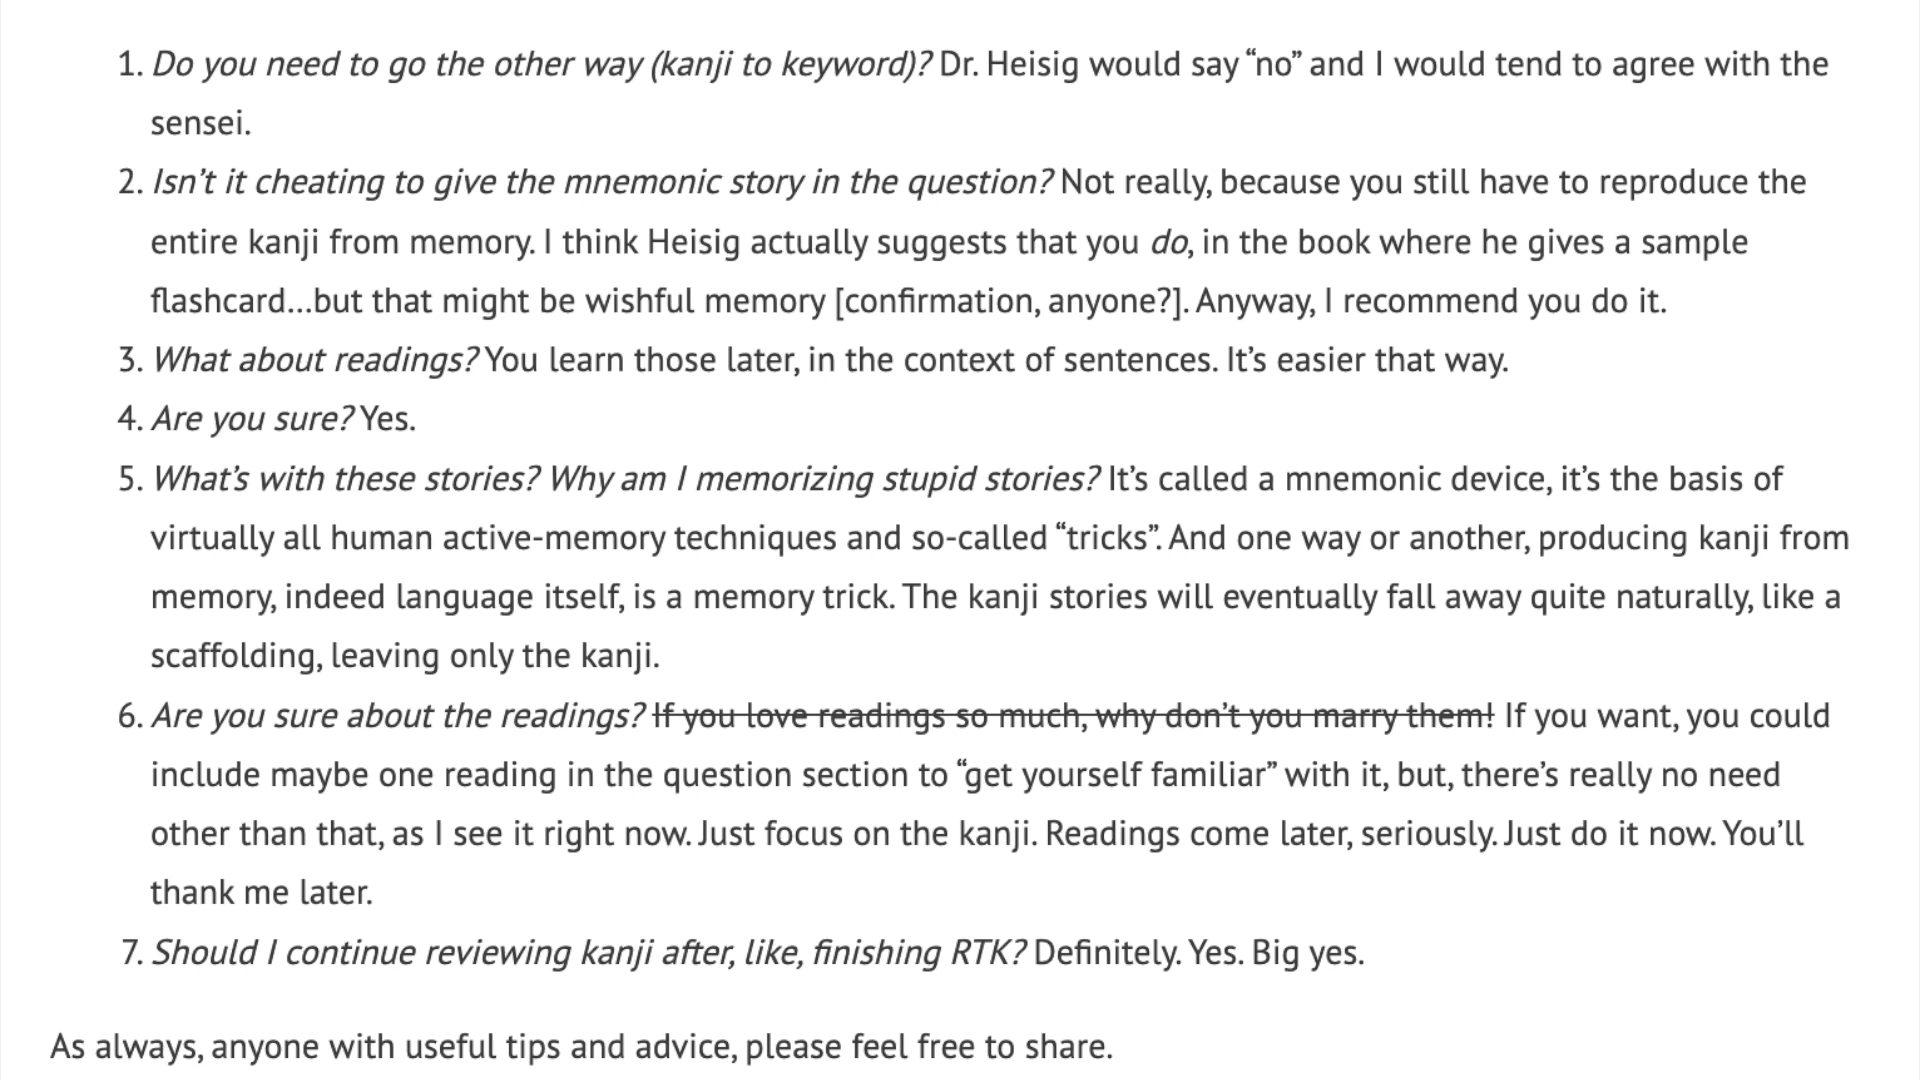 1. Do you need to go the other way (kanji to keyword)? Dr. Heisig would say “no” and I would tend to agree with the
sensei.
2. Isn’t it cheating to give the mnemonic story in the question? Not really, because you still have to reproduce the
entire kanji from memory. I think Heisig actually suggests that you do, in the book where he gives a sample
flashcard…but that might be wishful memory [confirmation, anyone?]. Anyway, I recommend you do it.
3. What about readings? You learn those later, in the context of sentences. It’s easier that way.
4. Are you sure? Yes.
5. What’s with these stories? Why am I memorizing stupid stories? It’s called a mnemonic device, it’s the basis of
virtually all human active-memory techniques and so-called “tricks”. And one way or another, producing kanji from
memory, indeed language itself, is a memory trick. The kanji stories will eventually fall away quite naturally, like a
scaffolding, leaving only the kanji.
6. Are you sure about the readings? If you love readings so much, why don’t you marry them! If you want, you could
include maybe one reading in the question section to “get yourself familiar” with it, but, there’s really no need
other than that, as I see it right now. Just focus on the kanji. Readings come later, seriously. Just do it now. You’ll
thank me later.
7. Should I continue reviewing kanji after, like, finishing RTK? Definitely. Yes. Big yes.
As always, anyone with useful tips and advice, please feel free to share.